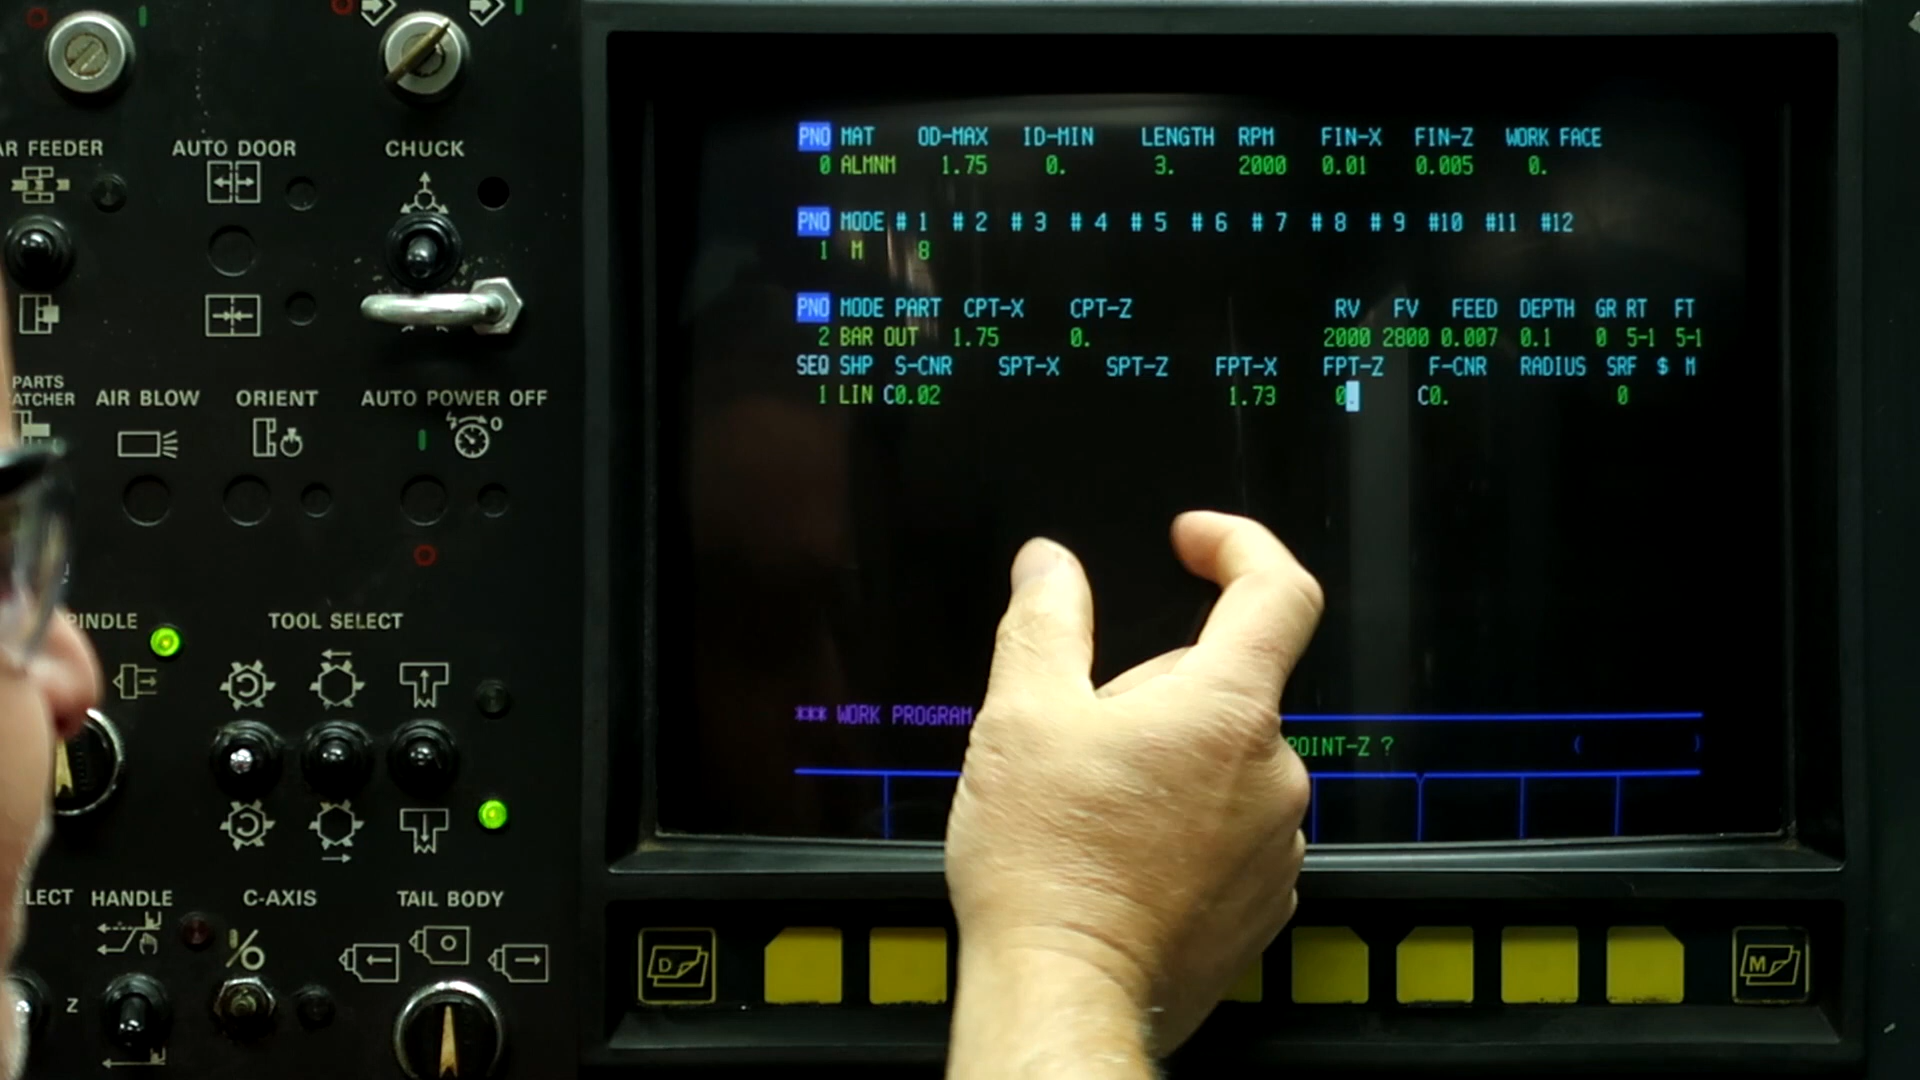 AUTO DOOR
CHUCK
PARTS
AIR BLOW
ORIENT
AUTO POWER OFF
TOOL SELECT
HANDLE
C-AXIS
TAIL BODY
Z
PNO MAT OD-MAX ID-MIN LENGTH RPM FIN-X FIN-Z WORK FACE
0 ALMNM 1.75 0. 3. 2000 0.01 0.005 0.
PNO MODE # 1 # 2 # 3 # 4 # 5 # 6 # 7 # 8 # 9 #10 #11 #12
1 M 8
PNO MODE PART CPT-X CPT-Z RV FV FEED DEPTH GR RT FT
2 BAR OUT 1.75 0. 2000 2800 0.007 0.1 0 5-1 5-1
SEQ SHP S-CNR SPT-X SPT-Z FPT-X FPT-Z F-CNR RADIUS SRF $ M
1 LIN C0.02 1.73 0. C0. 0
*** WORK PROGRAM
POINT-Z ? ( )
D
M